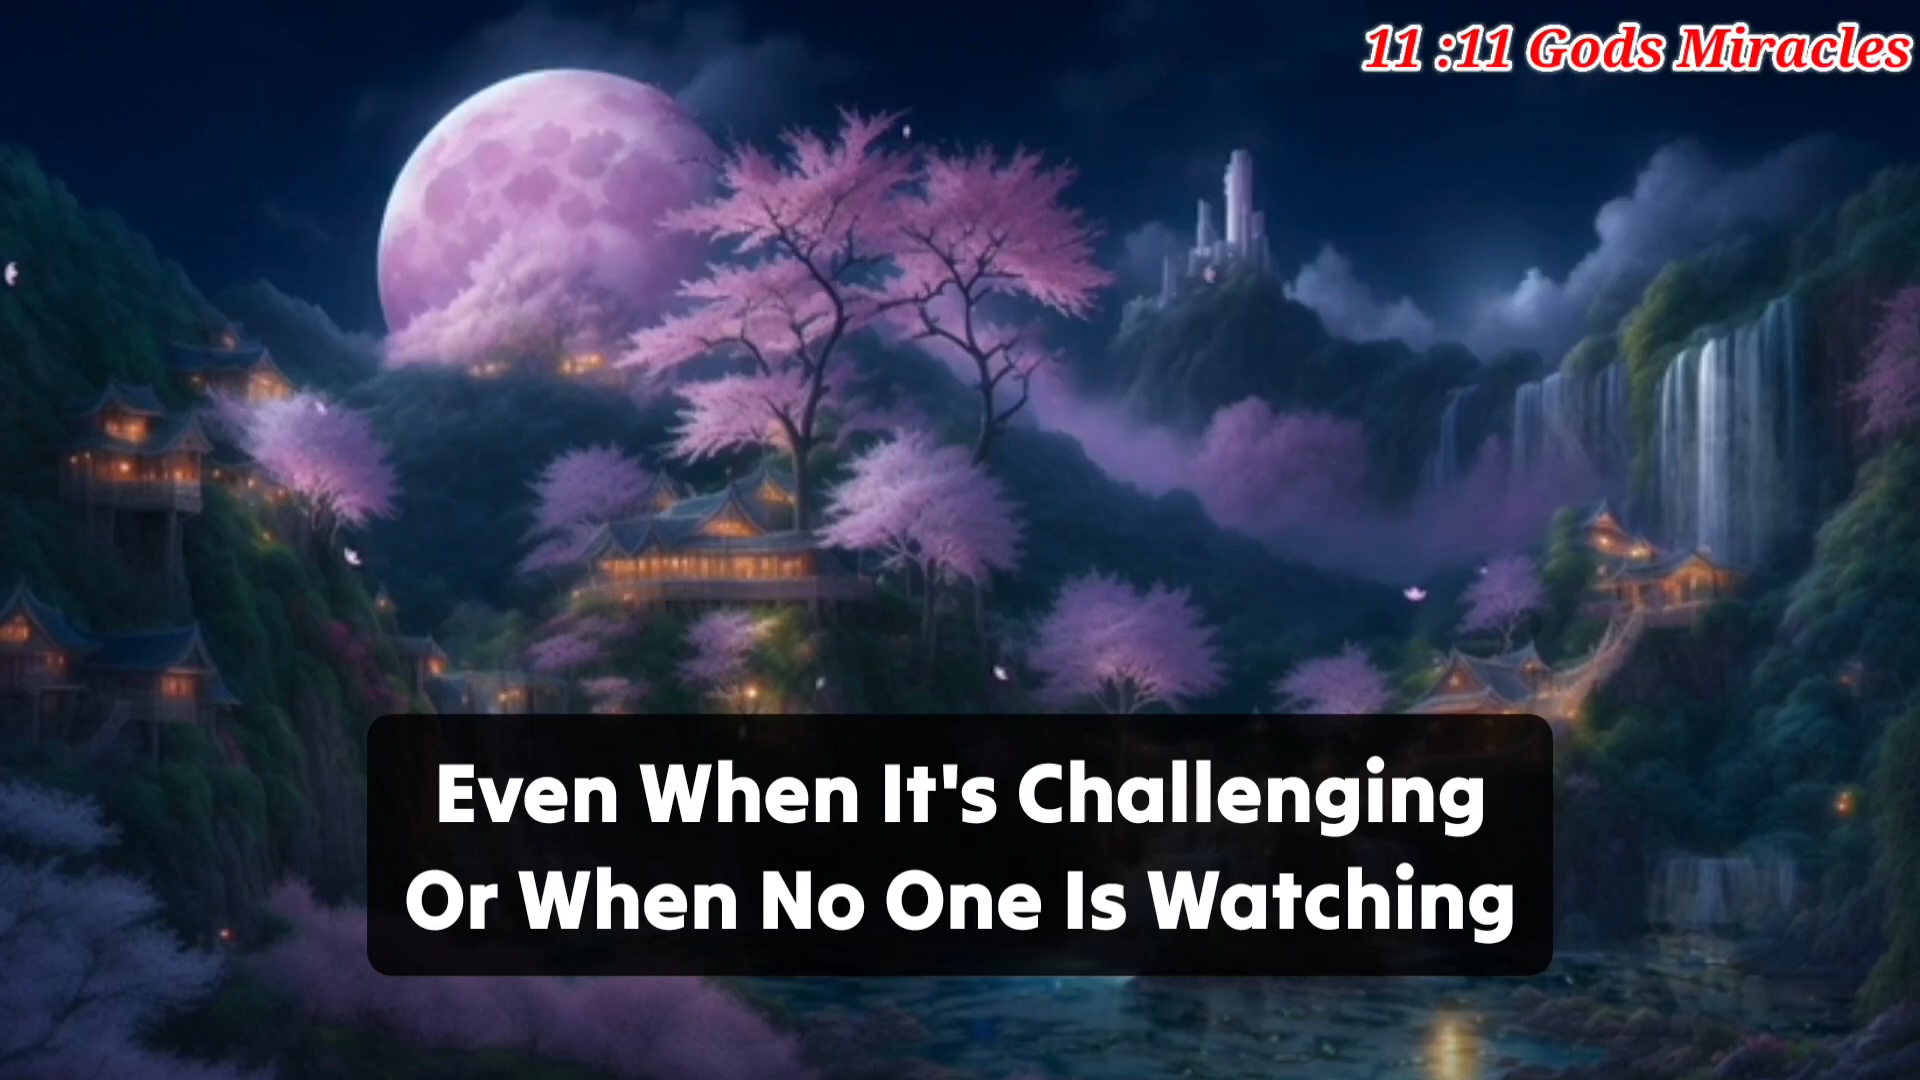 11 :11 Gods Miracles
Even When It's Challenging
Or When No One Is Watching